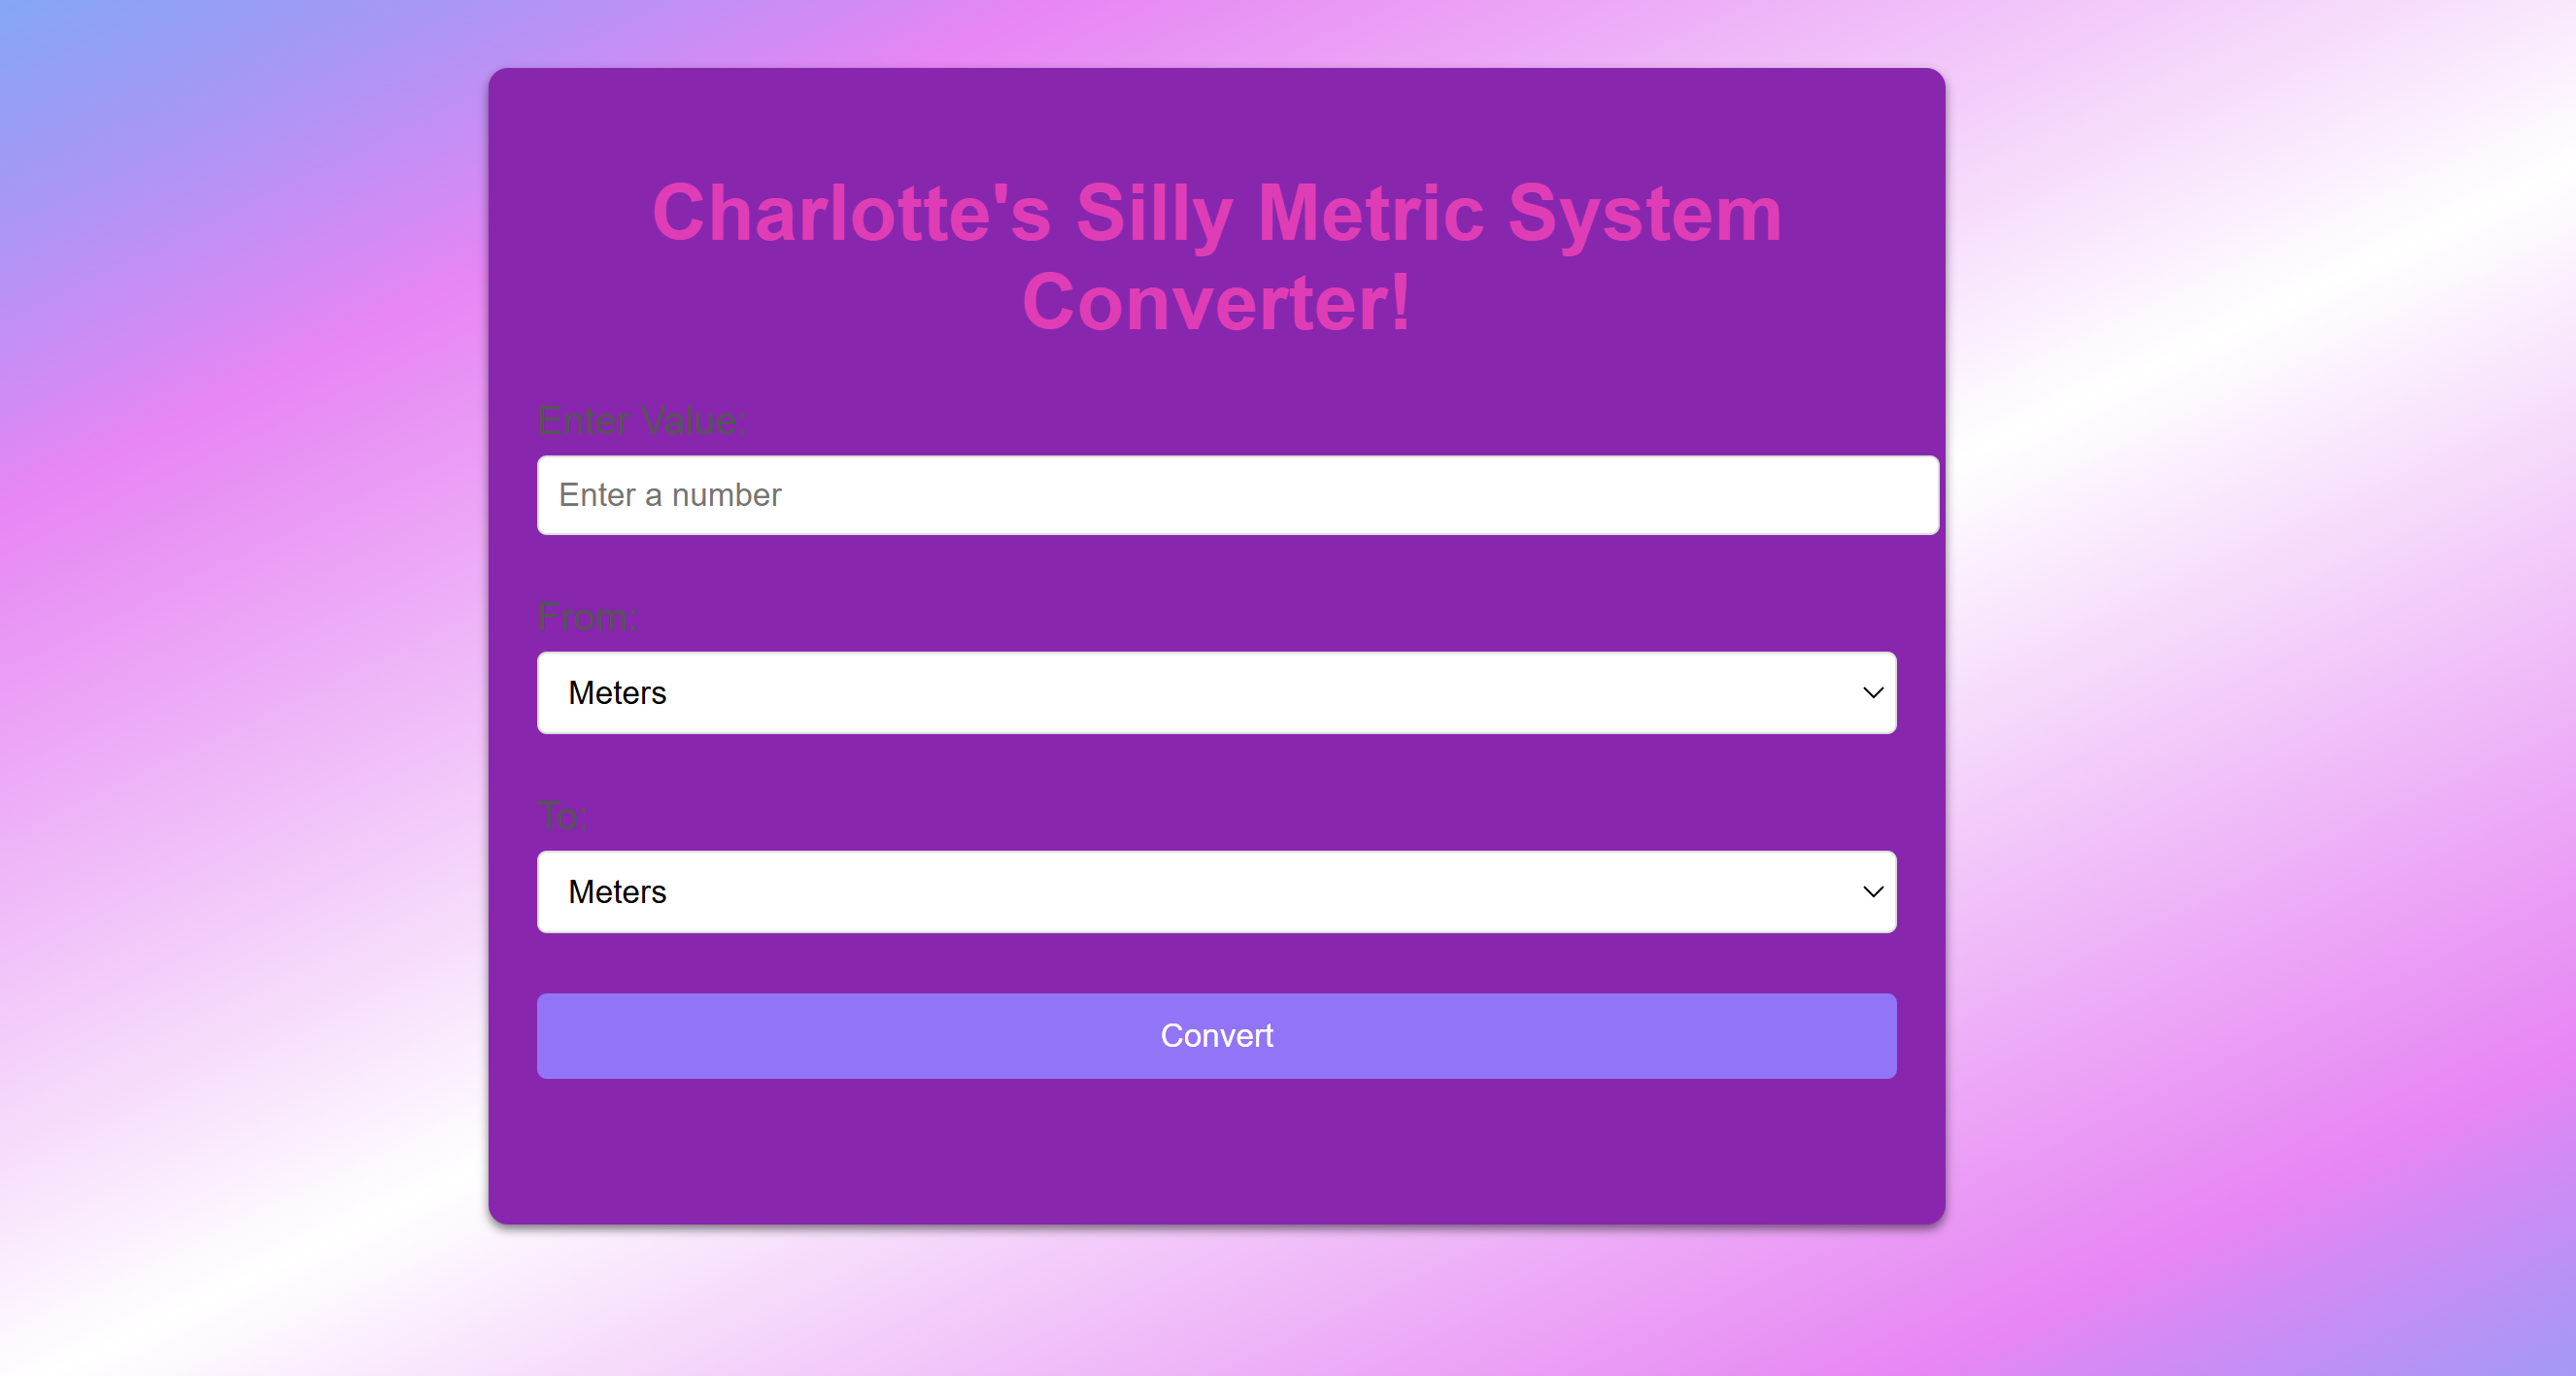 Charlotte's Silly Metric System
Converter!
Enter Value:
Enter a number
From:
Meters
To:
Meters
Convert